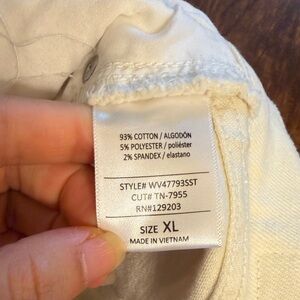 93% COTTON / ALGODÓN
5% POLYESTER / poliéster
2% SPANDEX / elastano
STYLE# WV47793SST
CUT# TN-7955
RN#129203
SIZE XL
MADE IN VIETNAM